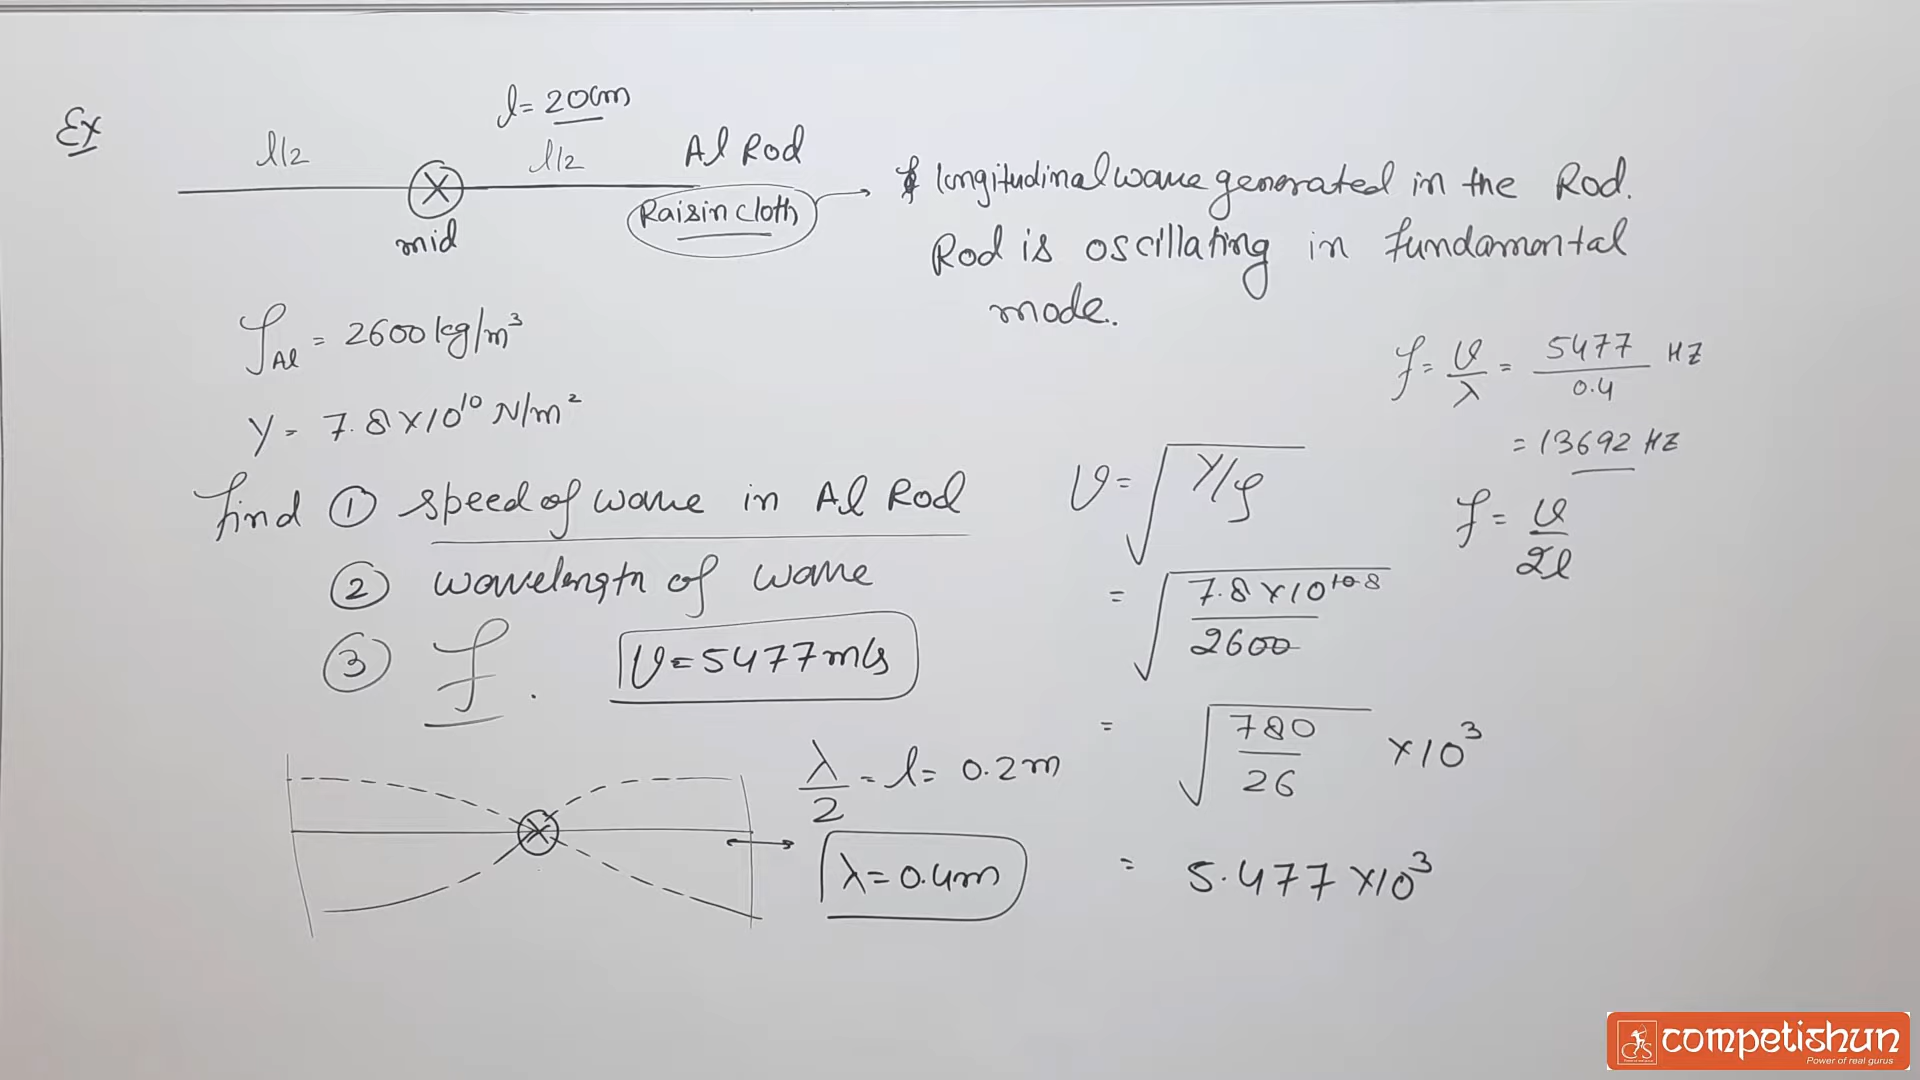 Ex
l = 20cm
l/2
l/2
Al Rod
mid
Raisin cloth
longitudinal wave generated in the Rod.
Rod is oscillating in fundamental
mode.
ρAl = 2600 kg/m³
Y = 7.8 × 10¹⁰ N/m²
find ① speed of wave in Al Rod
② wavelength of wave
③ f.
v = 5477 m/s
λ/2 = l = 0.2m
λ = 0.4m
v = √(Y/ρ)
= √(7.8 × 10¹⁰ ⁸ / 2600)
= √(780/26) × 10³
= 5.477 × 10³
f = v/λ = 5477/0.4 HZ
= 13692 HZ
f = v/2l
competishun
Power of real gurus